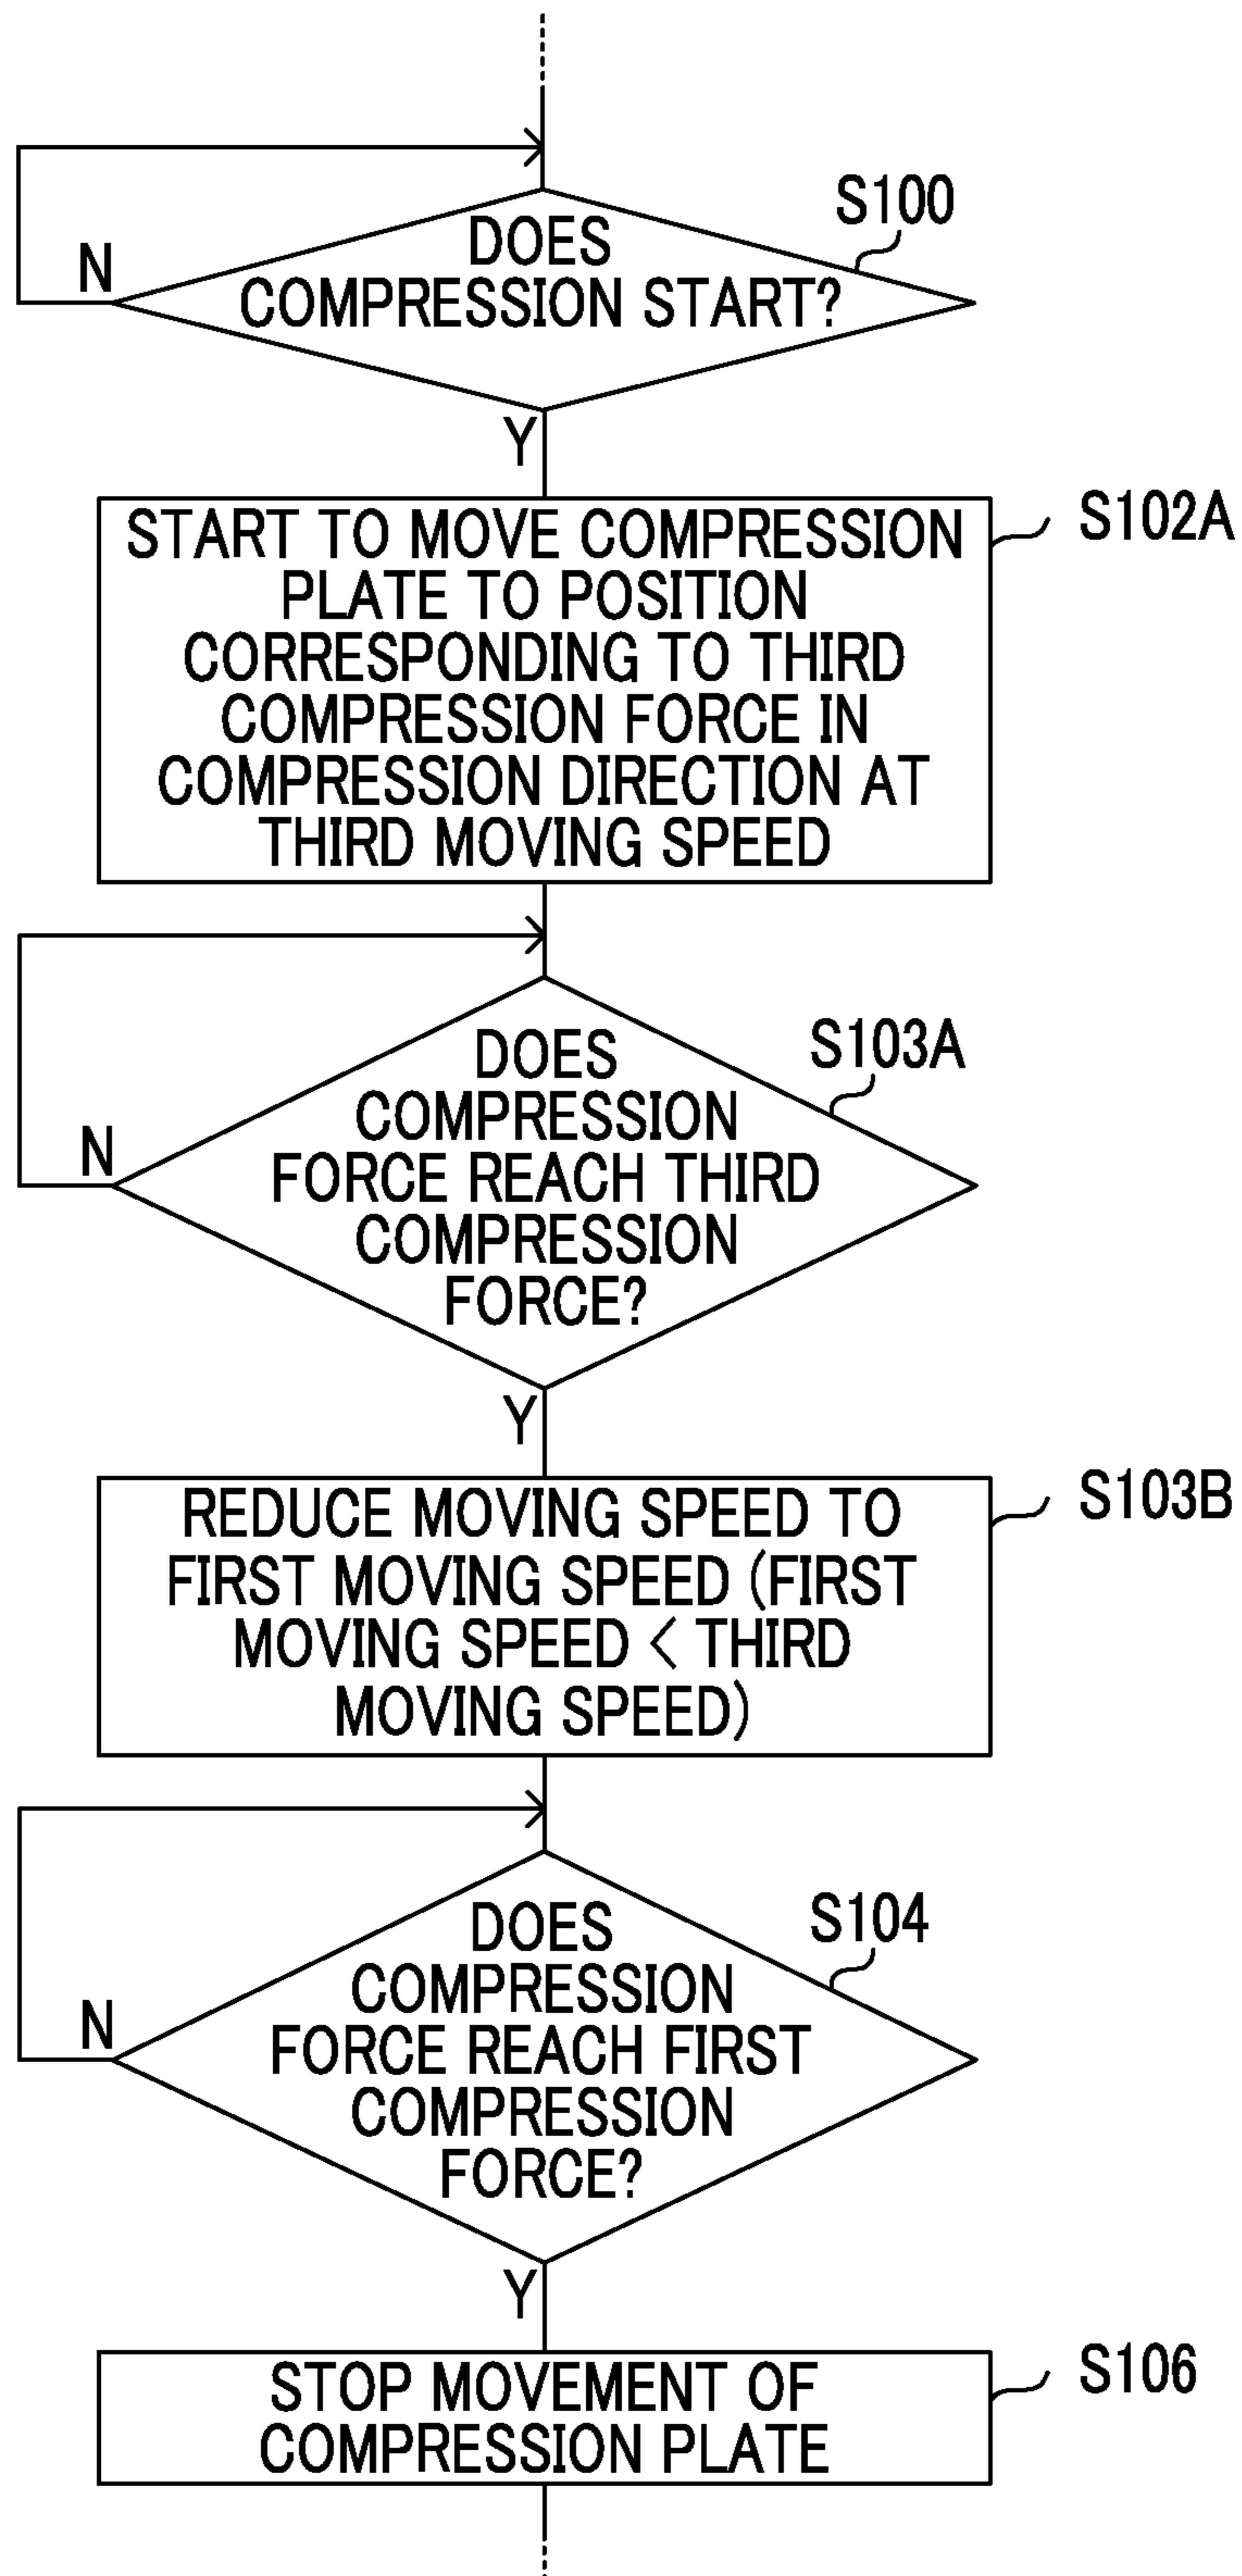 S100
DOES
COMPRESSION START?
N
Y
S102A
START TO MOVE COMPRESSION
PLATE TO POSITION
CORRESPONDING TO THIRD
COMPRESSION FORCE IN
COMPRESSION DIRECTION AT
THIRD MOVING SPEED
S103A
DOES
COMPRESSION
FORCE REACH THIRD
COMPRESSION
FORCE?
N
Y
S103B
REDUCE MOVING SPEED TO
FIRST MOVING SPEED (FIRST
MOVING SPEED < THIRD
MOVING SPEED)
S104
DOES
COMPRESSION
FORCE REACH FIRST
COMPRESSION
FORCE?
N
Y
S106
STOP MOVEMENT OF
COMPRESSION PLATE